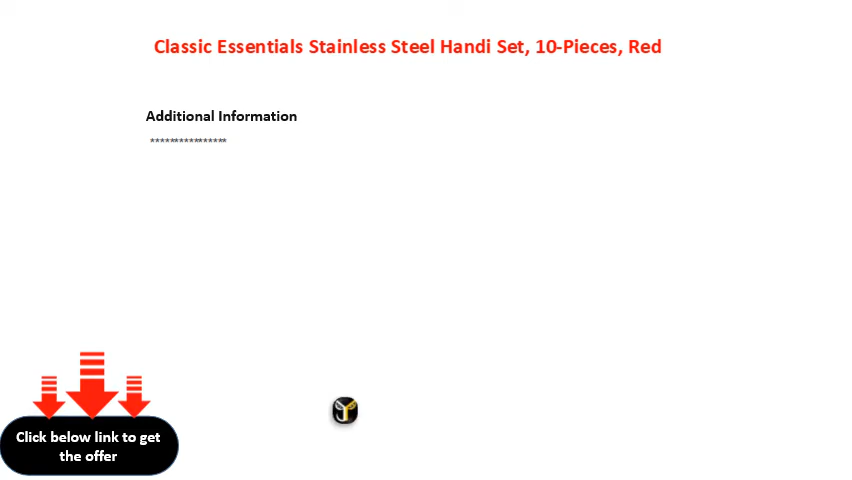 Classic Essentials Stainless Steel Handi Set, 10-Pieces, Red
Additional Information
****************
Click below link to get
the offer